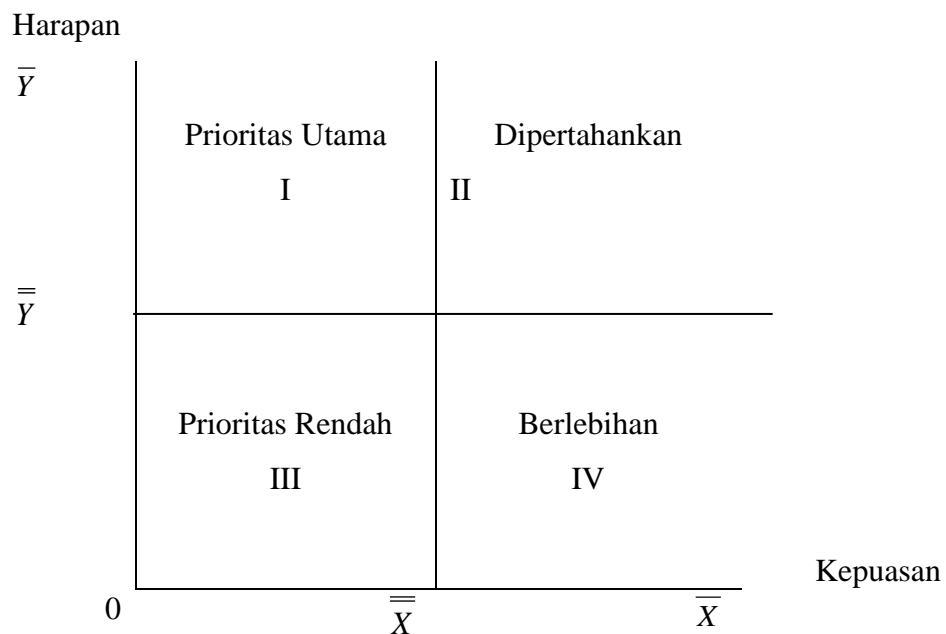 Harapan
Y̅
Prioritas Utama
Dipertahankan
I
II
Y̿
Prioritas Rendah
Berlebihan
III
IV
Kepuasan
0
X̿
X̅